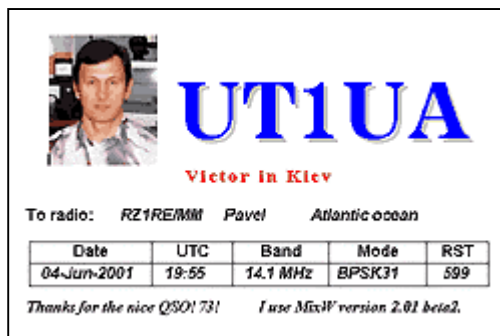 UT1UA
Victor in Kiev
To radio: RZ1RE/MM Pavel Atlantic ocean
Date UTC Band Mode RST
04-Jun-2001 19:55 14.1 MHz BPSK31 599
Thanks for the nice QSO! 73! I use MixW version 2.01 beta2.